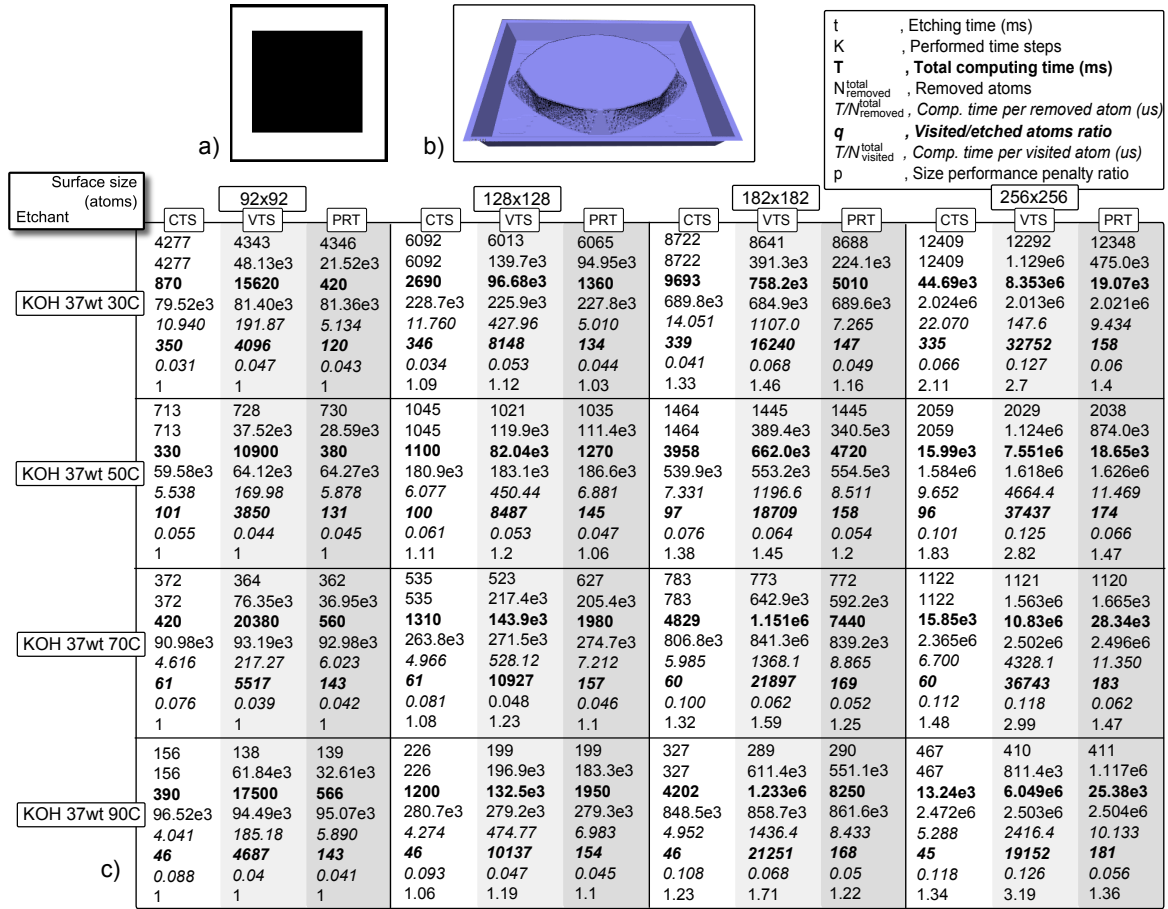 a)
b)
t , Etching time (ms)
K , Performed time steps
T , Total computing time (ms)
N total removed , Removed atoms
T/N total removed , Comp. time per removed atom (us)
q , Visited/etched atoms ratio
T/N total visited , Comp. time per visited atom (us)
p , Size performance penalty ratio
Surface size
(atoms)
Etchant
92x92 128x128 182x182 256x256
CTS VTS PRT CTS VTS PRT CTS VTS PRT CTS VTS PRT
4277 4343 4346 6092 6013 6065 8722 8641 8688 12409 12292 12348
4277 48.13e3 21.52e3 6092 139.7e3 94.95e3 8722 391.3e3 224.1e3 12409 1.129e6 475.0e3
870 15620 420 2690 96.68e3 1360 9693 758.2e3 5010 44.69e3 8.353e6 19.07e3
KOH 37wt 30C 79.52e3 81.40e3 81.36e3 228.7e3 225.9e3 227.8e3 689.8e3 684.9e3 689.6e3 2.024e6 2.013e6 2.021e6
10.940 191.87 5.134 11.760 427.96 5.010 14.051 1107.0 7.265 22.070 147.6 9.434
350 4096 120 346 8148 134 339 16240 147 335 32752 158
0.031 0.047 0.043 0.034 0.053 0.044 0.041 0.068 0.049 0.066 0.127 0.06
1 1 1 1.09 1.12 1.03 1.33 1.46 1.16 2.11 2.7 1.4
713 728 730 1045 1021 1035 1464 1445 1445 2059 2029 2038
713 37.52e3 28.59e3 1045 119.9e3 111.4e3 1464 389.4e3 340.5e3 2059 1.124e6 874.0e3
330 10900 380 1100 82.04e3 1270 3958 662.0e3 4720 15.99e3 7.551e6 18.65e3
KOH 37wt 50C 59.58e3 64.12e3 64.27e3 180.9e3 183.1e3 186.6e3 539.9e3 553.2e3 554.5e3 1.584e6 1.618e6 1.626e6
5.538 169.98 5.878 6.077 450.44 6.881 7.331 1196.6 8.511 9.652 4664.4 11.469
101 3850 131 100 8487 145 97 18709 158 96 37437 174
0.055 0.044 0.045 0.061 0.053 0.047 0.076 0.064 0.054 0.101 0.125 0.066
1 1 1 1.11 1.2 1.06 1.38 1.45 1.2 1.83 2.82 1.47
372 364 362 535 523 627 783 773 772 1122 1121 1120
372 76.35e3 36.95e3 535 217.4e3 205.4e3 783 642.9e3 592.2e3 1122 1.563e6 1.665e3
420 20380 560 1310 143.9e3 1980 4829 1.151e6 7440 15.85e3 10.83e6 28.34e3
KOH 37wt 70C 90.98e3 93.19e3 92.98e3 263.8e3 271.5e3 274.7e3 806.8e3 841.3e6 839.2e3 2.365e6 2.502e6 2.496e6
4.616 217.27 6.023 4.966 528.12 7.212 5.985 1368.1 8.865 6.700 4328.1 11.350
61 5517 143 61 10927 157 60 21897 169 60 36743 183
0.076 0.039 0.042 0.081 0.048 0.046 0.100 0.062 0.052 0.112 0.118 0.062
1 1 1 1.08 1.23 1.1 1.32 1.59 1.25 1.48 2.99 1.47
156 138 139 226 199 199 327 289 290 467 410 411
156 61.84e3 32.61e3 226 196.9e3 183.3e3 327 611.4e3 551.1e3 467 811.4e3 1.117e6
390 17500 566 1200 132.5e3 1950 4202 1.233e6 8250 13.24e3 6.049e6 25.38e3
KOH 37wt 90C 96.52e3 94.49e3 95.07e3 280.7e3 279.2e3 279.3e3 848.5e3 858.7e3 861.6e3 2.472e6 2.503e6 2.504e6
4.041 185.18 5.890 4.274 474.77 6.983 4.952 1436.4 8.433 5.288 2416.4 10.133
46 4687 143 46 10137 154 46 21251 168 45 19152 181
c) 0.088 0.04 0.041 0.093 0.047 0.045 0.108 0.068 0.05 0.118 0.126 0.056
1 1 1 1.06 1.19 1.1 1.23 1.71 1.22 1.34 3.19 1.36